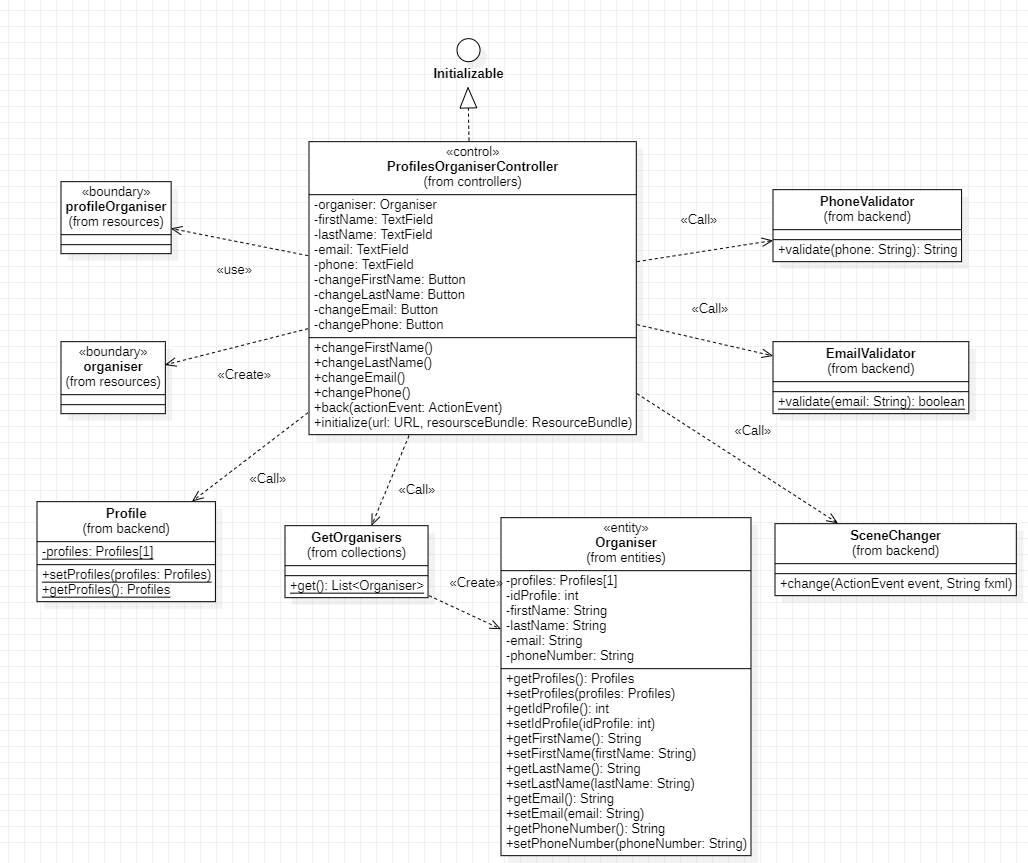 Initializable
«control»
ProfilesOrganiserController
(from controllers)
-organiser: Organiser
-firstName: TextField
-lastName: TextField
-email: TextField
-phone: TextField
-changeFirstName: Button
-changeLastName: Button
-changeEmail: Button
-changePhone: Button
+changeFirstName()
+changeLastName()
+changeEmail()
+changePhone()
+back(actionEvent: ActionEvent)
+initialize(url: URL, resoursceBundle: ResourceBundle)
«boundary»
profileOrganiser
(from resources)
«use»
«boundary»
organiser
(from resources)
«Create»
«Call»
PhoneValidator
(from backend)
+validate(phone: String): String
«Call»
EmailValidator
(from backend)
+validate(email: String): boolean
«Call»
«Call»
Profile
(from backend)
-profiles: Profiles[1]
+setProfiles(profiles: Profiles)
+getProfiles(): Profiles
«Call»
GetOrganisers
(from collections)
+get(): List<Organiser>
«Create»
«entity»
Organiser
(from entities)
-profiles: Profiles[1]
-idProfile: int
-firstName: String
-lastName: String
-email: String
-phoneNumber: String
+getProfiles(): Profiles
+setProfiles(profiles: Profiles)
+getIdProfile(): int
+setIdProfile(idProfile: int)
+getFirstName(): String
+setFirstName(firstName: String)
+getLastName(): String
+setLastName(lastName: String)
+getEmail(): String
+setEmail(email: String)
+getPhoneNumber(): String
+setPhoneNumber(phoneNumber: String)
SceneChanger
(from backend)
+change(ActionEvent event, String fxml)